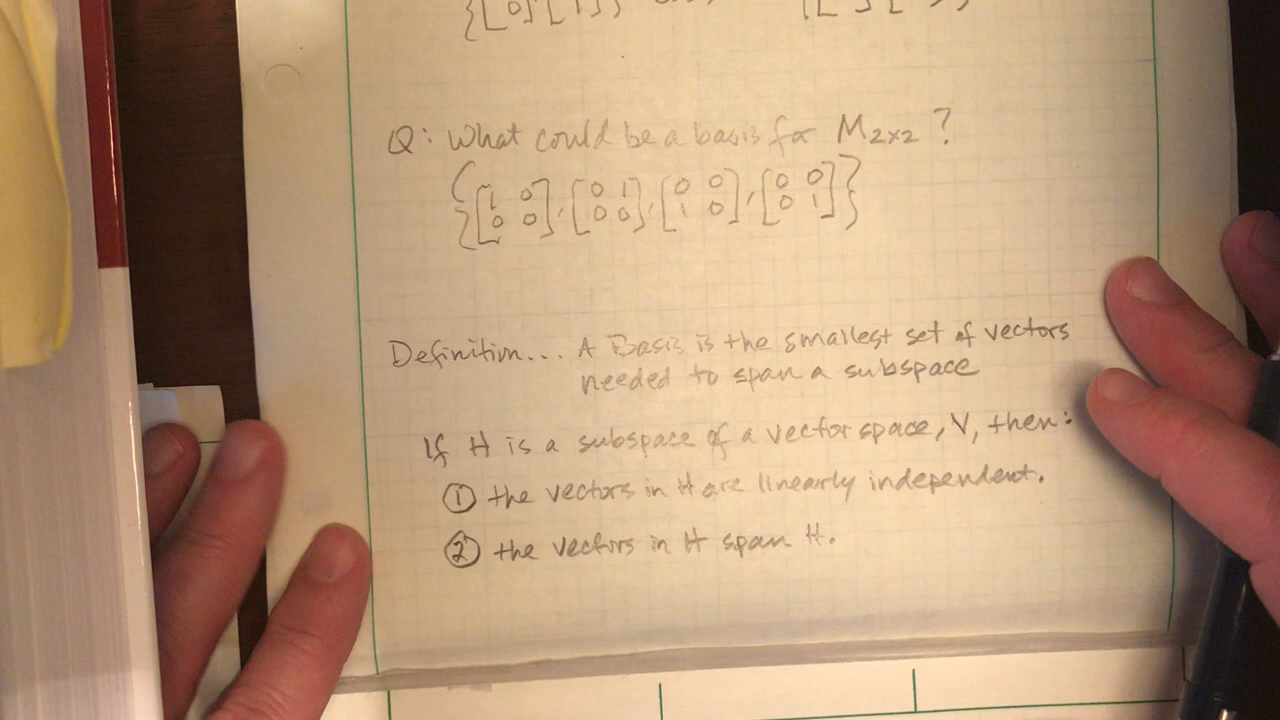 Q: What could be a basis for M2x2 ?
{[1 0 0 0], [0 1 0 0], [0 0 1 0], [0 0 0 1]}
Definition... A Basis is the smallest set of vectors
needed to span a subspace
If H is a subspace of a vector space, V, then:
① the vectors in H are linearly independent.
② the vectors in H span H.